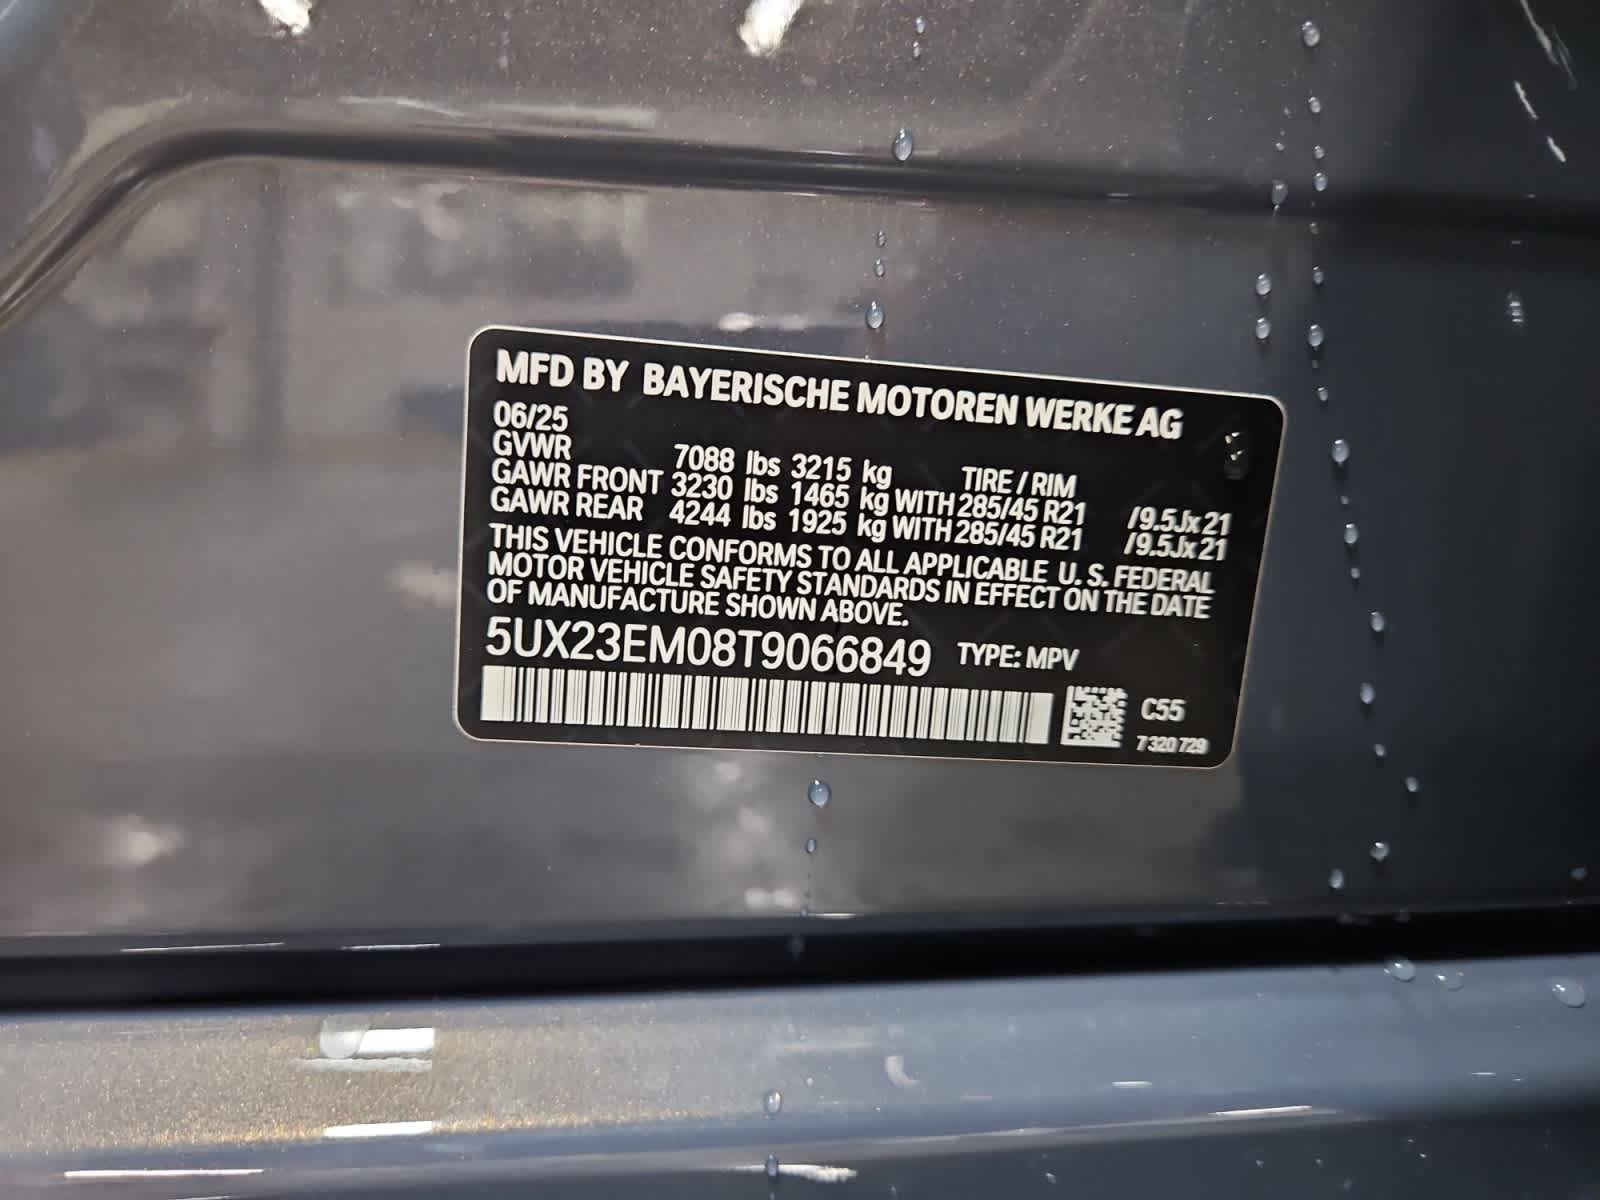 MFD BY BAYERISCHE MOTOREN WERKE AG
06/25
GVWR 7088 lbs 3215 kg TIRE / RIM
GAWR FRONT 3230 lbs 1465 kg WITH 285/45 R21 /9.5Jx21
GAWR REAR 4244 lbs 1925 kg WITH 285/45 R21 /9.5Jx21
THIS VEHICLE CONFORMS TO ALL APPLICABLE U. S. FEDERAL
MOTOR VEHICLE SAFETY STANDARDS IN EFFECT ON THE DATE
OF MANUFACTURE SHOWN ABOVE.
5UX23EM08T9066849 TYPE: MPV
C55
7 320 729